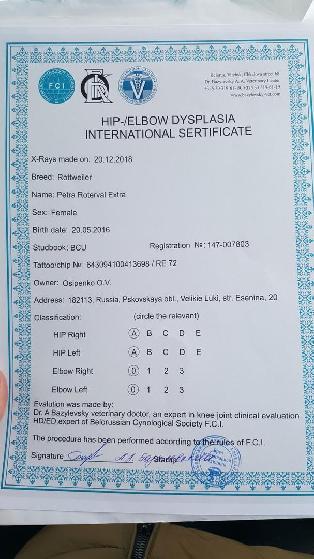 FCI
V
HIP-/ELBOW DYSPLASIA
INTERNATIONAL SERTIFICATE
X-Rays made on: 20.12.2018
Breed: Rottweiler
Name: Petra Roterval Extra
Sex: Female
Birth date: 20.05.2016
Studbook: BCU Registration №: 147-007803
Tattoo/chip №: 643094100413698 / RE 72
Owner: Osipenko O.V.
Address: 182113, Russia, Pskovskaya obl., Velikie Luki, str. Esenina, 20
Classification: (circle the relevant)
HIP Right A B C D E
HIP Left A B C D E
Elbow Right 0 1 2 3
Elbow Left 0 1 2 3
Evalution was made by:
Dr. A Bazylevsky veterinary doctor, an expert in knee joint clinical evaluation
HD/ED expert of Belorussian Cynological Society F.C.I.
The procedure has been performed according to the rules of F.C.I.
Signature